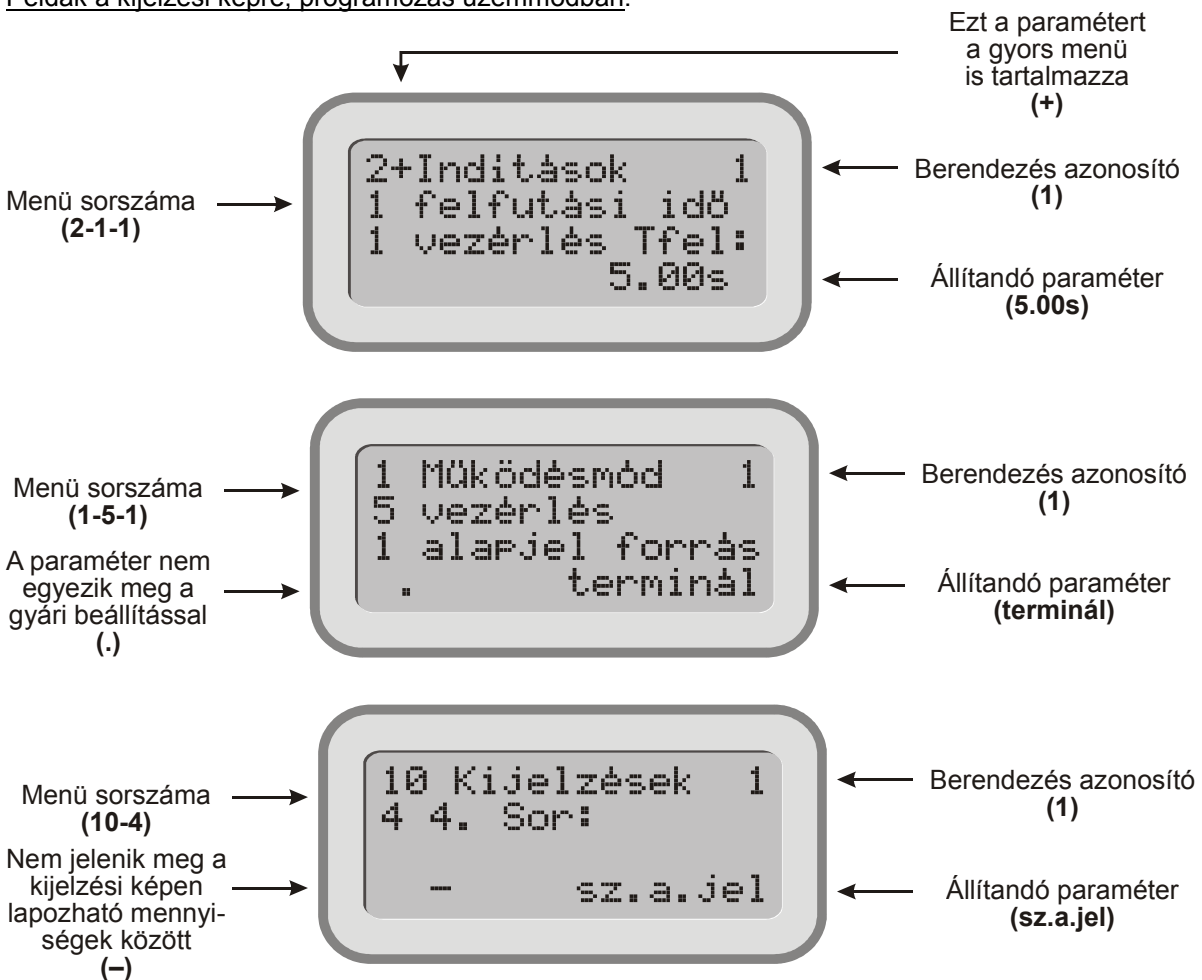 Példák a kijelzési képre, programozás üzemmódban:
Ezt a paramétert
a gyors menü
is tartalmazza
(+)
Menü sorszáma
(2-1-1)
2+Indítások 1
1 felfutási idő
1 vezérlés Tfel:
5.00s
Berendezés azonosító
(1)
Állítandó paraméter
(5.00s)
Menü sorszáma
(1-5-1)
A paraméter nem
egyezik meg a
gyári beállítással
(.)
1 Működésmód 1
5 vezérlés
1 alapjel forrás
. terminál
Berendezés azonosító
(1)
Állítandó paraméter
(terminál)
Menü sorszáma
(10-4)
Nem jelenik meg a
kijelzési képen
lapozható mennyi-
ségek között
(–)
10 Kijelzések 1
4 4. Sor:
– sz.a.jel
Berendezés azonosító
(1)
Állítandó paraméter
(sz.a.jel)